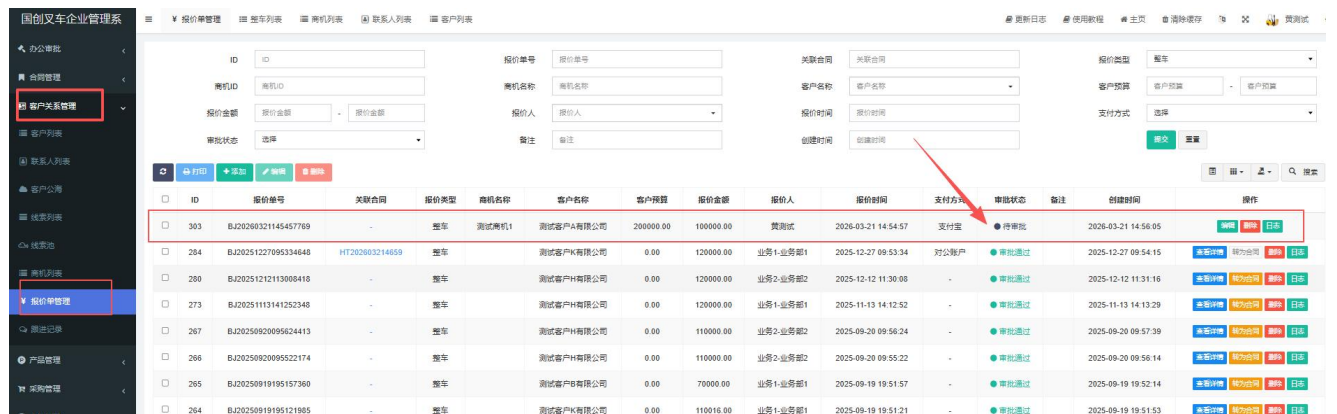 国创叉车企业管理系
¥ 报价单管理 整车列表 商机列表 联系人列表 客户列表 更新日志 使用教程 主页 清除缓存 黄测试
办公审批
合同管理
客户关系管理
客户列表
联系人列表
客户公海
线索列表
线索池
商机列表
¥ 报价单管理
跟进记录
产品管理
采购管理
ID ID 报价单号 报价单号 关联合同 关联合同 报价类型 整车
商机ID 商机ID 商机名称 商机名称 客户名称 客户名称 客户预算 客户预算 - 客户预算
报价金额 报价金额 - 报价金额 报价人 报价人 报价时间 报价时间 支付方式 选择
审批状态 选择 备注 备注 创建时间 创建时间 提交 重置
打印 添加 编辑 删除 搜索
ID 报价单号 关联合同 报价类型 商机名称 客户名称 客户预算 报价金额 报价人 报价时间 支付方式 审批状态 备注 创建时间 操作
303 BJ20260321145457769 - 整车 测试商机1 测试客户A有限公司 200000.00 100000.00 黄测试 2026-03-21 14:54:57 支付宝 待审批 2026-03-21 14:56:05 编辑 删除 日志
284 BJ20251227095334648 HT202603214659 整车 测试客户A有限公司 0.00 120000.00 业务1-业务部1 2025-12-27 09:53:34 对公账户 审批通过 2025-12-27 09:54:15 查看详情 转为合同 删除 日志
280 BJ20251212113008418 - 整车 测试客户H有限公司 0.00 120000.00 业务2-业务部2 2025-12-12 11:30:08 - 审批通过 2025-12-12 11:31:16 查看详情 转为合同 删除 日志
273 BJ20251113141252348 - 整车 测试客户H有限公司 0.00 120000.00 业务1-业务部1 2025-11-13 14:12:52 - 审批通过 2025-11-13 14:13:29 查看详情 转为合同 删除 日志
267 BJ20250920095624413 - 整车 测试客户H有限公司 0.00 110000.00 业务2-业务部2 2025-09-20 09:56:24 - 审批通过 2025-09-20 09:57:39 查看详情 转为合同 删除 日志
266 BJ20250920095522174 - 整车 测试客户H有限公司 0.00 110000.00 业务2-业务部2 2025-09-20 09:55:22 - 审批通过 2025-09-20 09:56:14 查看详情 转为合同 删除 日志
265 BJ20250919195157360 - 整车 测试客户B有限公司 0.00 70000.00 业务1-业务部1 2025-09-19 19:51:57 - 审批通过 2025-09-19 19:52:14 查看详情 转为合同 删除 日志
264 BJ20250919195121985 - 整车 测试客户K有限公司 0.00 110016.00 业务1-业务部1 2025-09-19 19:51:21 - 审批通过 2025-09-19 19:51:53 查看详情 转为合同 删除 日志